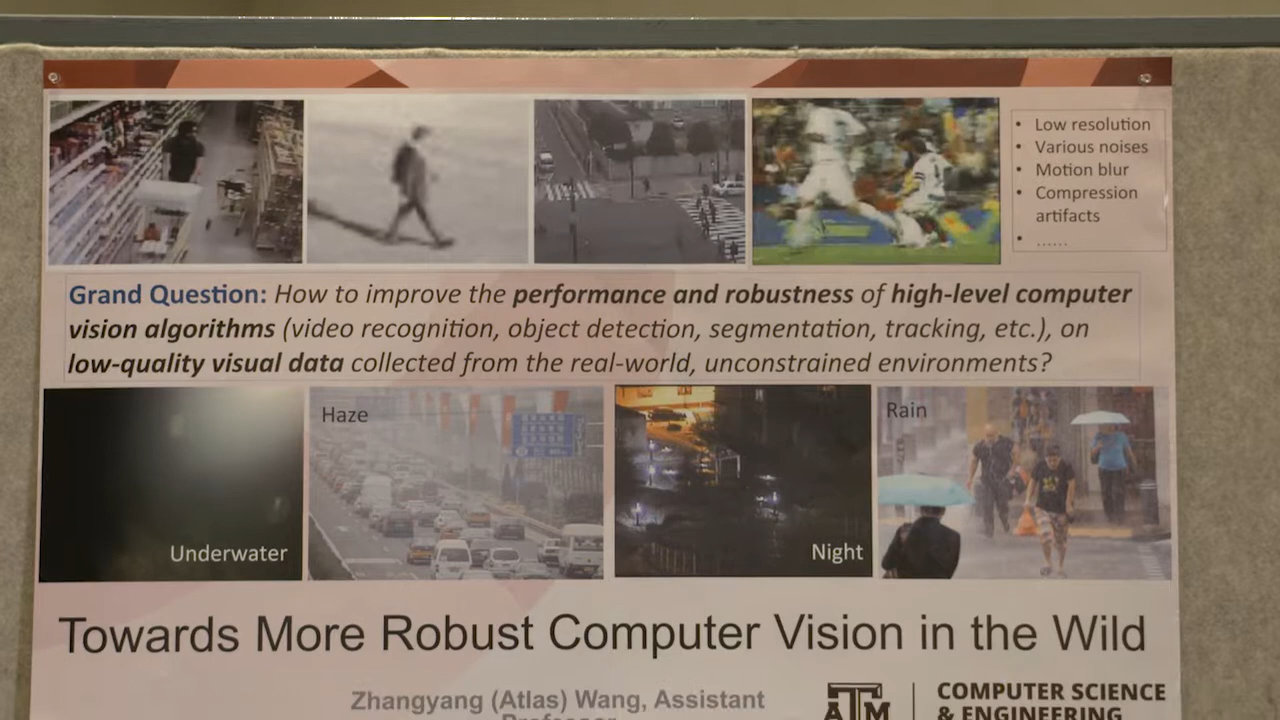 • Low resolution
• Various noises
• Motion blur
• Compression
artifacts
• ......
Grand Question: How to improve the performance and robustness of high-level computer
vision algorithms (video recognition, object detection, segmentation, tracking, etc.), on
low-quality visual data collected from the real-world, unconstrained environments?
Underwater
Haze
Night
Rain
Towards More Robust Computer Vision in the Wild
Zhangyang (Atlas) Wang, Assistant
Professor
ATM
COMPUTER SCIENCE
& ENGINEERING